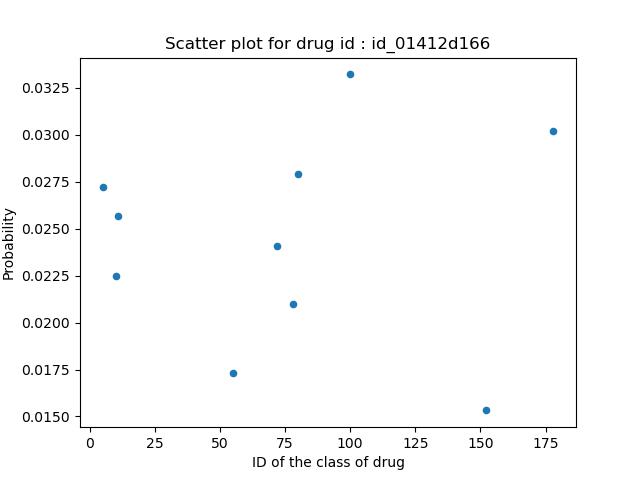 Scatter plot for drug id : id_01412d166
0.0325
0.0300
0.0275
0.0250
0.0225
0.0200
0.0175
0.0150
Probability
0 25 50 75 100 125 150 175
ID of the class of drug